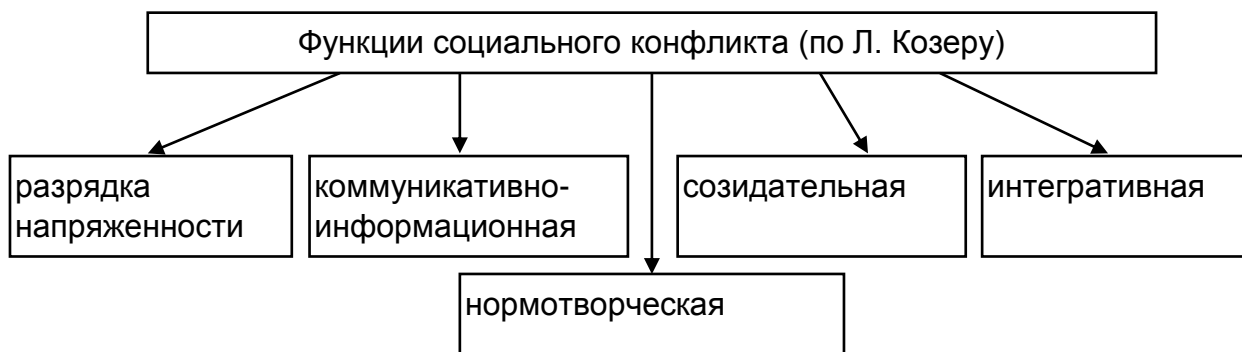 Функции социального конфликта (по Л. Козеру)
разрядка
напряженности
коммуникативно-
информационная
созидательная
интегративная
нормотворческая